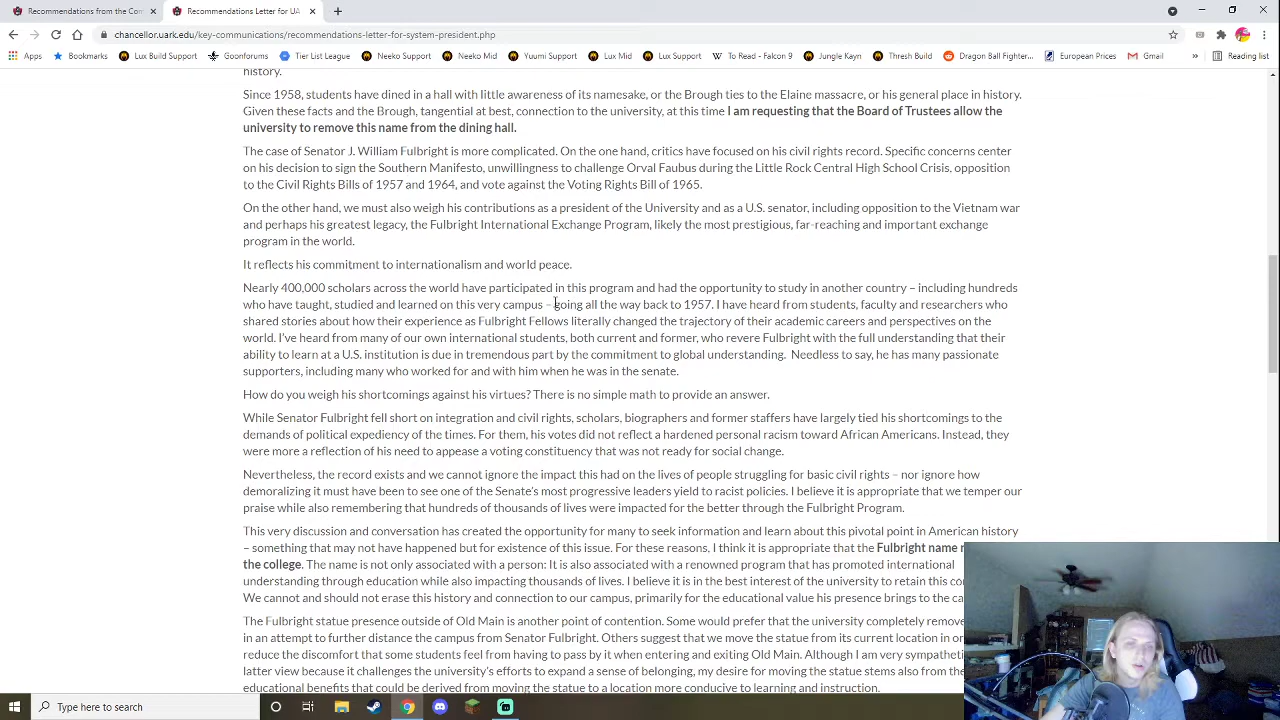 Recommendations from the Com
Recommendations Letter for UA
chancellor.uark.edu/key-communications/recommendations-letter-for-system-president.php
Apps Bookmarks Lux Build Support Goonforums Tier List League Neeko Support Neeko Mid Yuumi Support Lux Mid Lux Support To Read - Falcon 9 Jungle Kayn Thresh Build Dragon Ball Fighter... European Prices Gmail » Reading list
history.
Since 1958, students have dined in a hall with little awareness of its namesake, or the Brough ties to the Elaine massacre, or his general place in history.
Given these facts and the Brough, tangential at best, connection to the university, at this time I am requesting that the Board of Trustees allow the
university to remove this name from the dining hall.
The case of Senator J. William Fulbright is more complicated. On the one hand, critics have focused on his civil rights record. Specific concerns center
on his decision to sign the Southern Manifesto, unwillingness to challenge Orval Faubus during the Little Rock Central High School Crisis, opposition
to the Civil Rights Bills of 1957 and 1964, and vote against the Voting Rights Bill of 1965.
On the other hand, we must also weigh his contributions as a president of the University and as a U.S. senator, including opposition to the Vietnam war
and perhaps his greatest legacy, the Fulbright International Exchange Program, likely the most prestigious, far-reaching and important exchange
program in the world.
It reflects his commitment to internationalism and world peace.
Nearly 400,000 scholars across the world have participated in this program and had the opportunity to study in another country – including hundreds
who have taught, studied and learned on this very campus – going all the way back to 1957. I have heard from students, faculty and researchers who
shared stories about how their experience as Fulbright Fellows literally changed the trajectory of their academic careers and perspectives on the
world. I've heard from many of our own international students, both current and former, who revere Fulbright with the full understanding that their
ability to learn at a U.S. institution is due in tremendous part by the commitment to global understanding. Needless to say, he has many passionate
supporters, including many who worked for and with him when he was in the senate.
How do you weigh his shortcomings against his virtues? There is no simple math to provide an answer.
While Senator Fulbright fell short on integration and civil rights, scholars, biographers and former staffers have largely tied his shortcomings to the
demands of political expediency of the times. For them, his votes did not reflect a hardened personal racism toward African Americans. Instead, they
were more a reflection of his need to appease a voting constituency that was not ready for social change.
Nevertheless, the record exists and we cannot ignore the impact this had on the lives of people struggling for basic civil rights – nor ignore how
demoralizing it must have been to see one of the Senate's most progressive leaders yield to racist policies. I believe it is appropriate that we temper our
praise while also remembering that hundreds of thousands of lives were impacted for the better through the Fulbright Program.
This very discussion and conversation has created the opportunity for many to seek information and learn about this pivotal point in American history
– something that may not have happened but for existence of this issue. For these reasons, I think it is appropriate that the Fulbright name
the college. The name is not only associated with a person: It is also associated with a renowned program that has promoted international
understanding through education while also impacting thousands of lives. I believe it is in the best interest of the university to retain this
We cannot and should not erase this history and connection to our campus, primarily for the educational value his presence brings to the
The Fulbright statue presence outside of Old Main is another point of contention. Some would prefer that the university completely
in an attempt to further distance the campus from Senator Fulbright. Others suggest that we move the statue from its current location in
reduce the discomfort that some students feel from having to pass by it when entering and exiting Old Main. Although I am very
latter view because it challenges the university's efforts to expand a sense of belonging, my desire for moving the statue stems also from
educational benefits that could be derived from moving the statue to a location more conducive to learning and instruction.
Type here to search